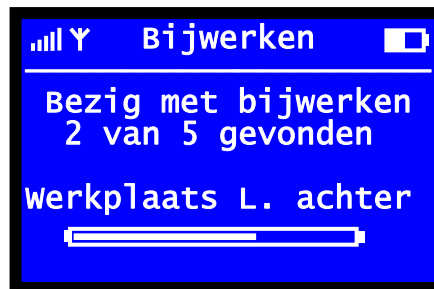 Bijwerken
Bezig met bijwerken
2 van 5 gevonden
Werkplaats L. achter